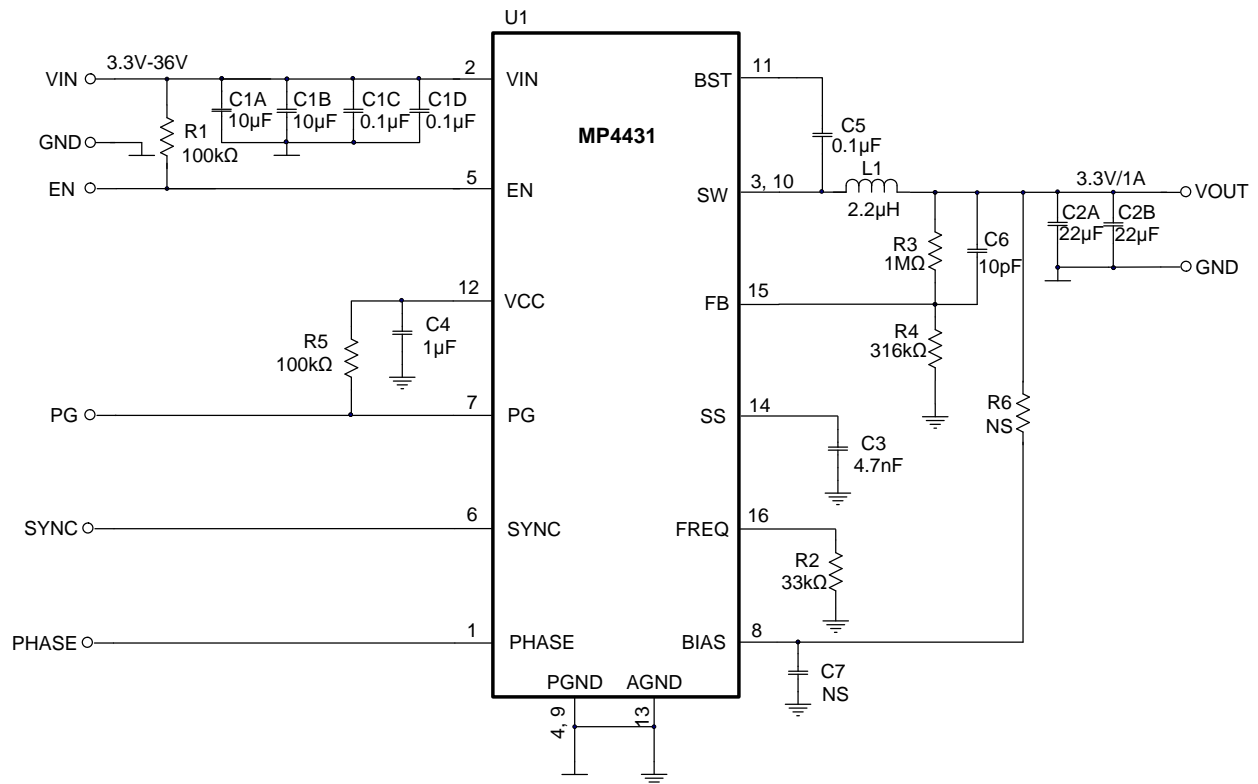 U1
VIN
3.3V-36V
2
VIN
C1A
10µF
C1B
10µF
C1C
0.1µF
C1D
0.1µF
GND
R1
100kΩ
EN
5
EN
MP4431
BST
11
C5
0.1µF
L1
2.2µH
SW
3, 10
3.3V/1A
VOUT
C2A
22µF
C2B
22µF
GND
R3
1MΩ
C6
10pF
12
VCC
C4
1µF
R5
100kΩ
FB
15
R4
316kΩ
PG
7
PG
SS
14
C3
4.7nF
R6
NS
SYNC
6
SYNC
FREQ
16
R2
33kΩ
PHASE
1
PHASE
BIAS
8
C7
NS
PGND
AGND
4, 9
13